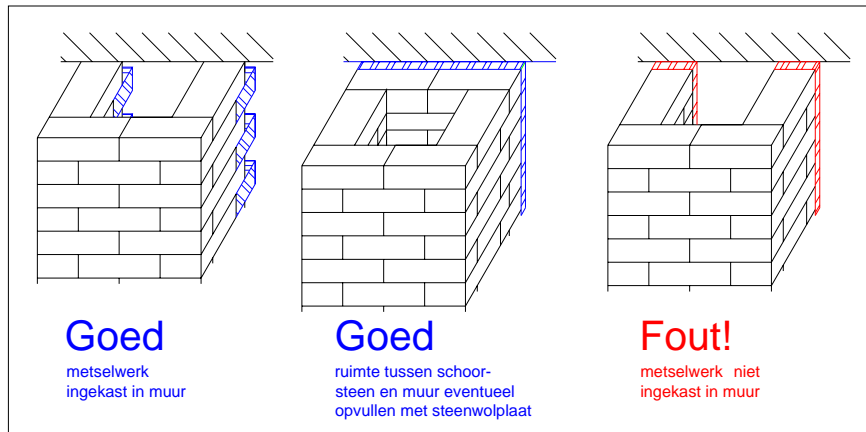 Goed
metselwerk
ingekast in muur
Goed
ruimte tussen schoor-
steen en muur eventueel
opvullen met steenwolplaat
Fout!
metselwerk niet
ingekast in muur